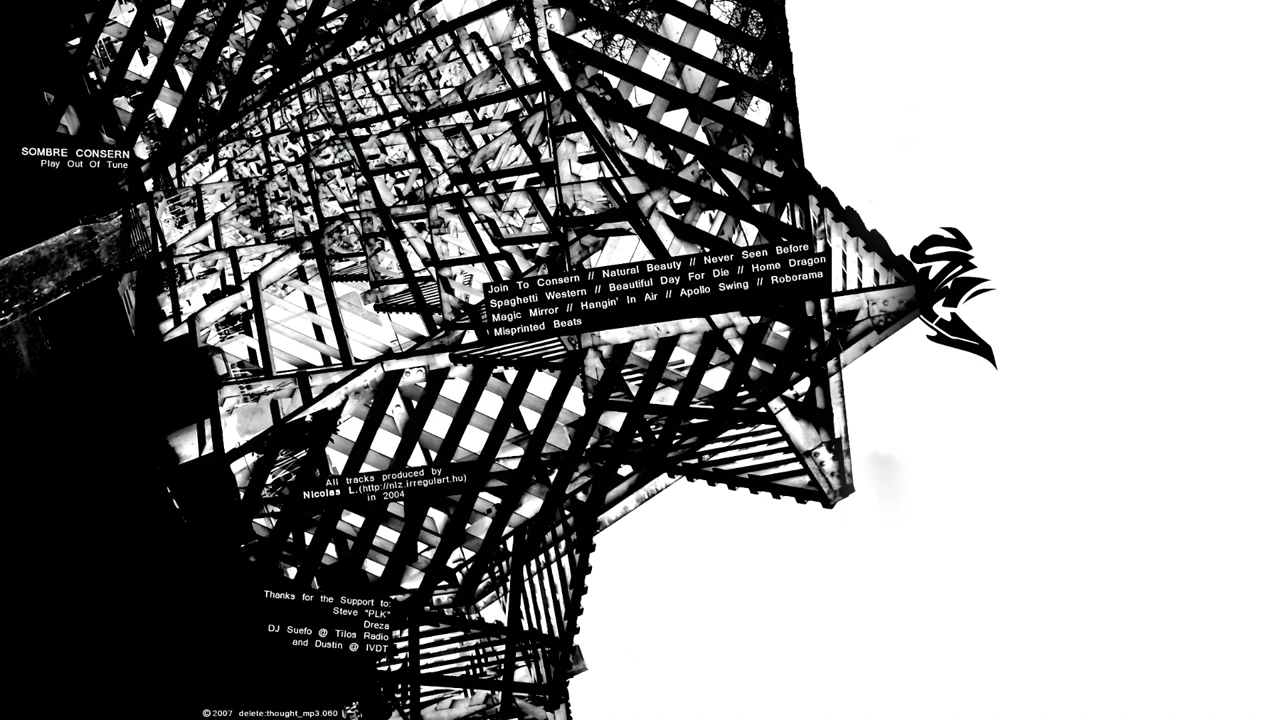 SOMBRE CONSERN
Play Out Of Tune
Join To Consern // Natural Beauty // Never Seen Before
Spaghetti Western // Beautiful Day For Die // Home Dragon
Magic Mirror // Hangin' In Air // Apollo Swing // Roborama
Misprinted Beats
All tracks produced by
Nicolas L.(http://nlz.irregulart.hu)
in 2004
Thanks for the Support to:
Steve "PLK"
Dreza
DJ Suefo @ Tilos Radio
and Dustin @ IVDT
©2007 delete:thought_mp3.060